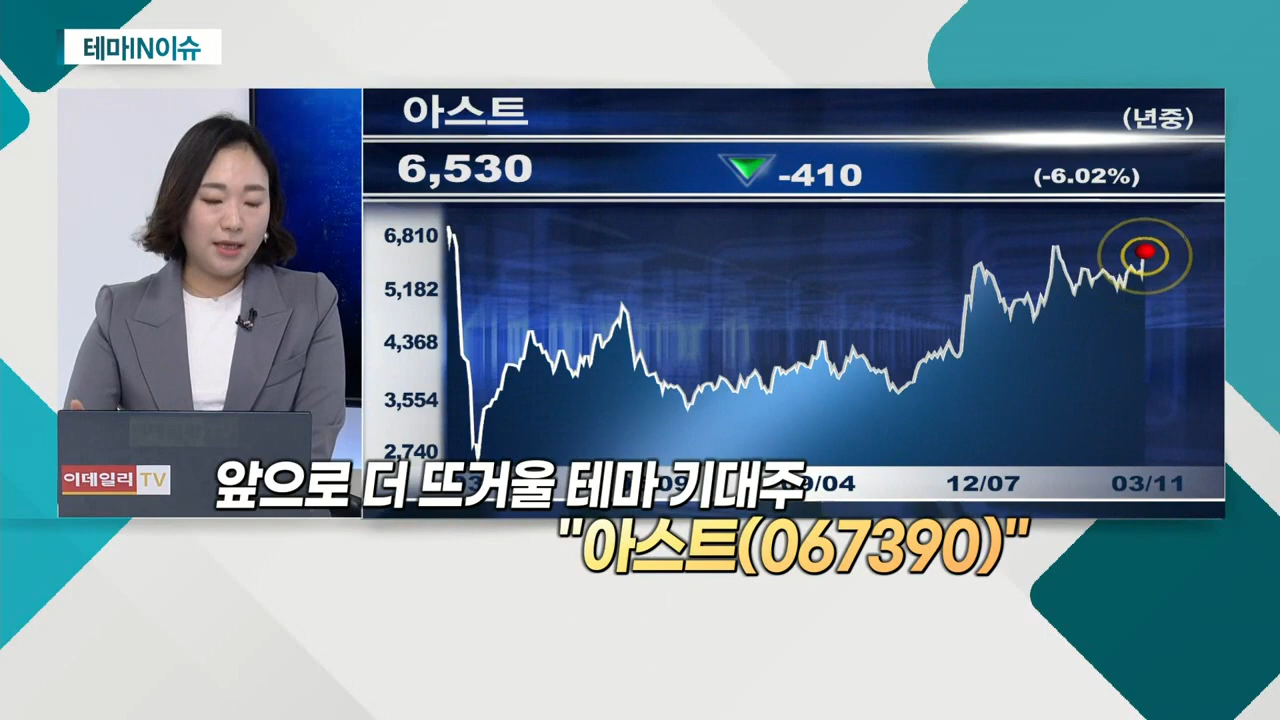 테마IN이슈
아스트
(년중)
6,530
-410
(-6.02%)
6,810
5,182
4,368
3,554
2,740
9/04
12/07
03/11
이데일리TV
앞으로 더 뜨거울 테마 기대주
"아스트(067390)"